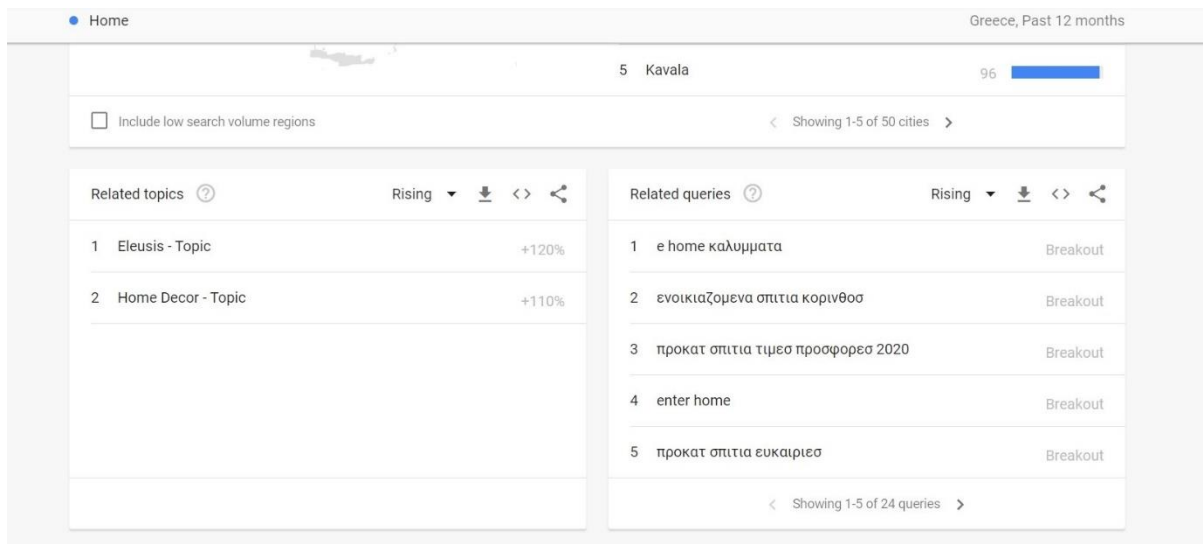 Home
Greece, Past 12 months
5 Kavala 96
Include low search volume regions
Showing 1-5 of 50 cities
Related topics
Rising
1 Eleusis - Topic +120%
2 Home Decor - Topic +110%
Related queries
Rising
1 e home καλυμματα Breakout
2 ενοικιαζομενα σπιτια κορινθοσ Breakout
3 προκατ σπιτια τιμεσ προσφορεσ 2020 Breakout
4 enter home Breakout
5 προκατ σπιτια ευκαιριεσ Breakout
Showing 1-5 of 24 queries